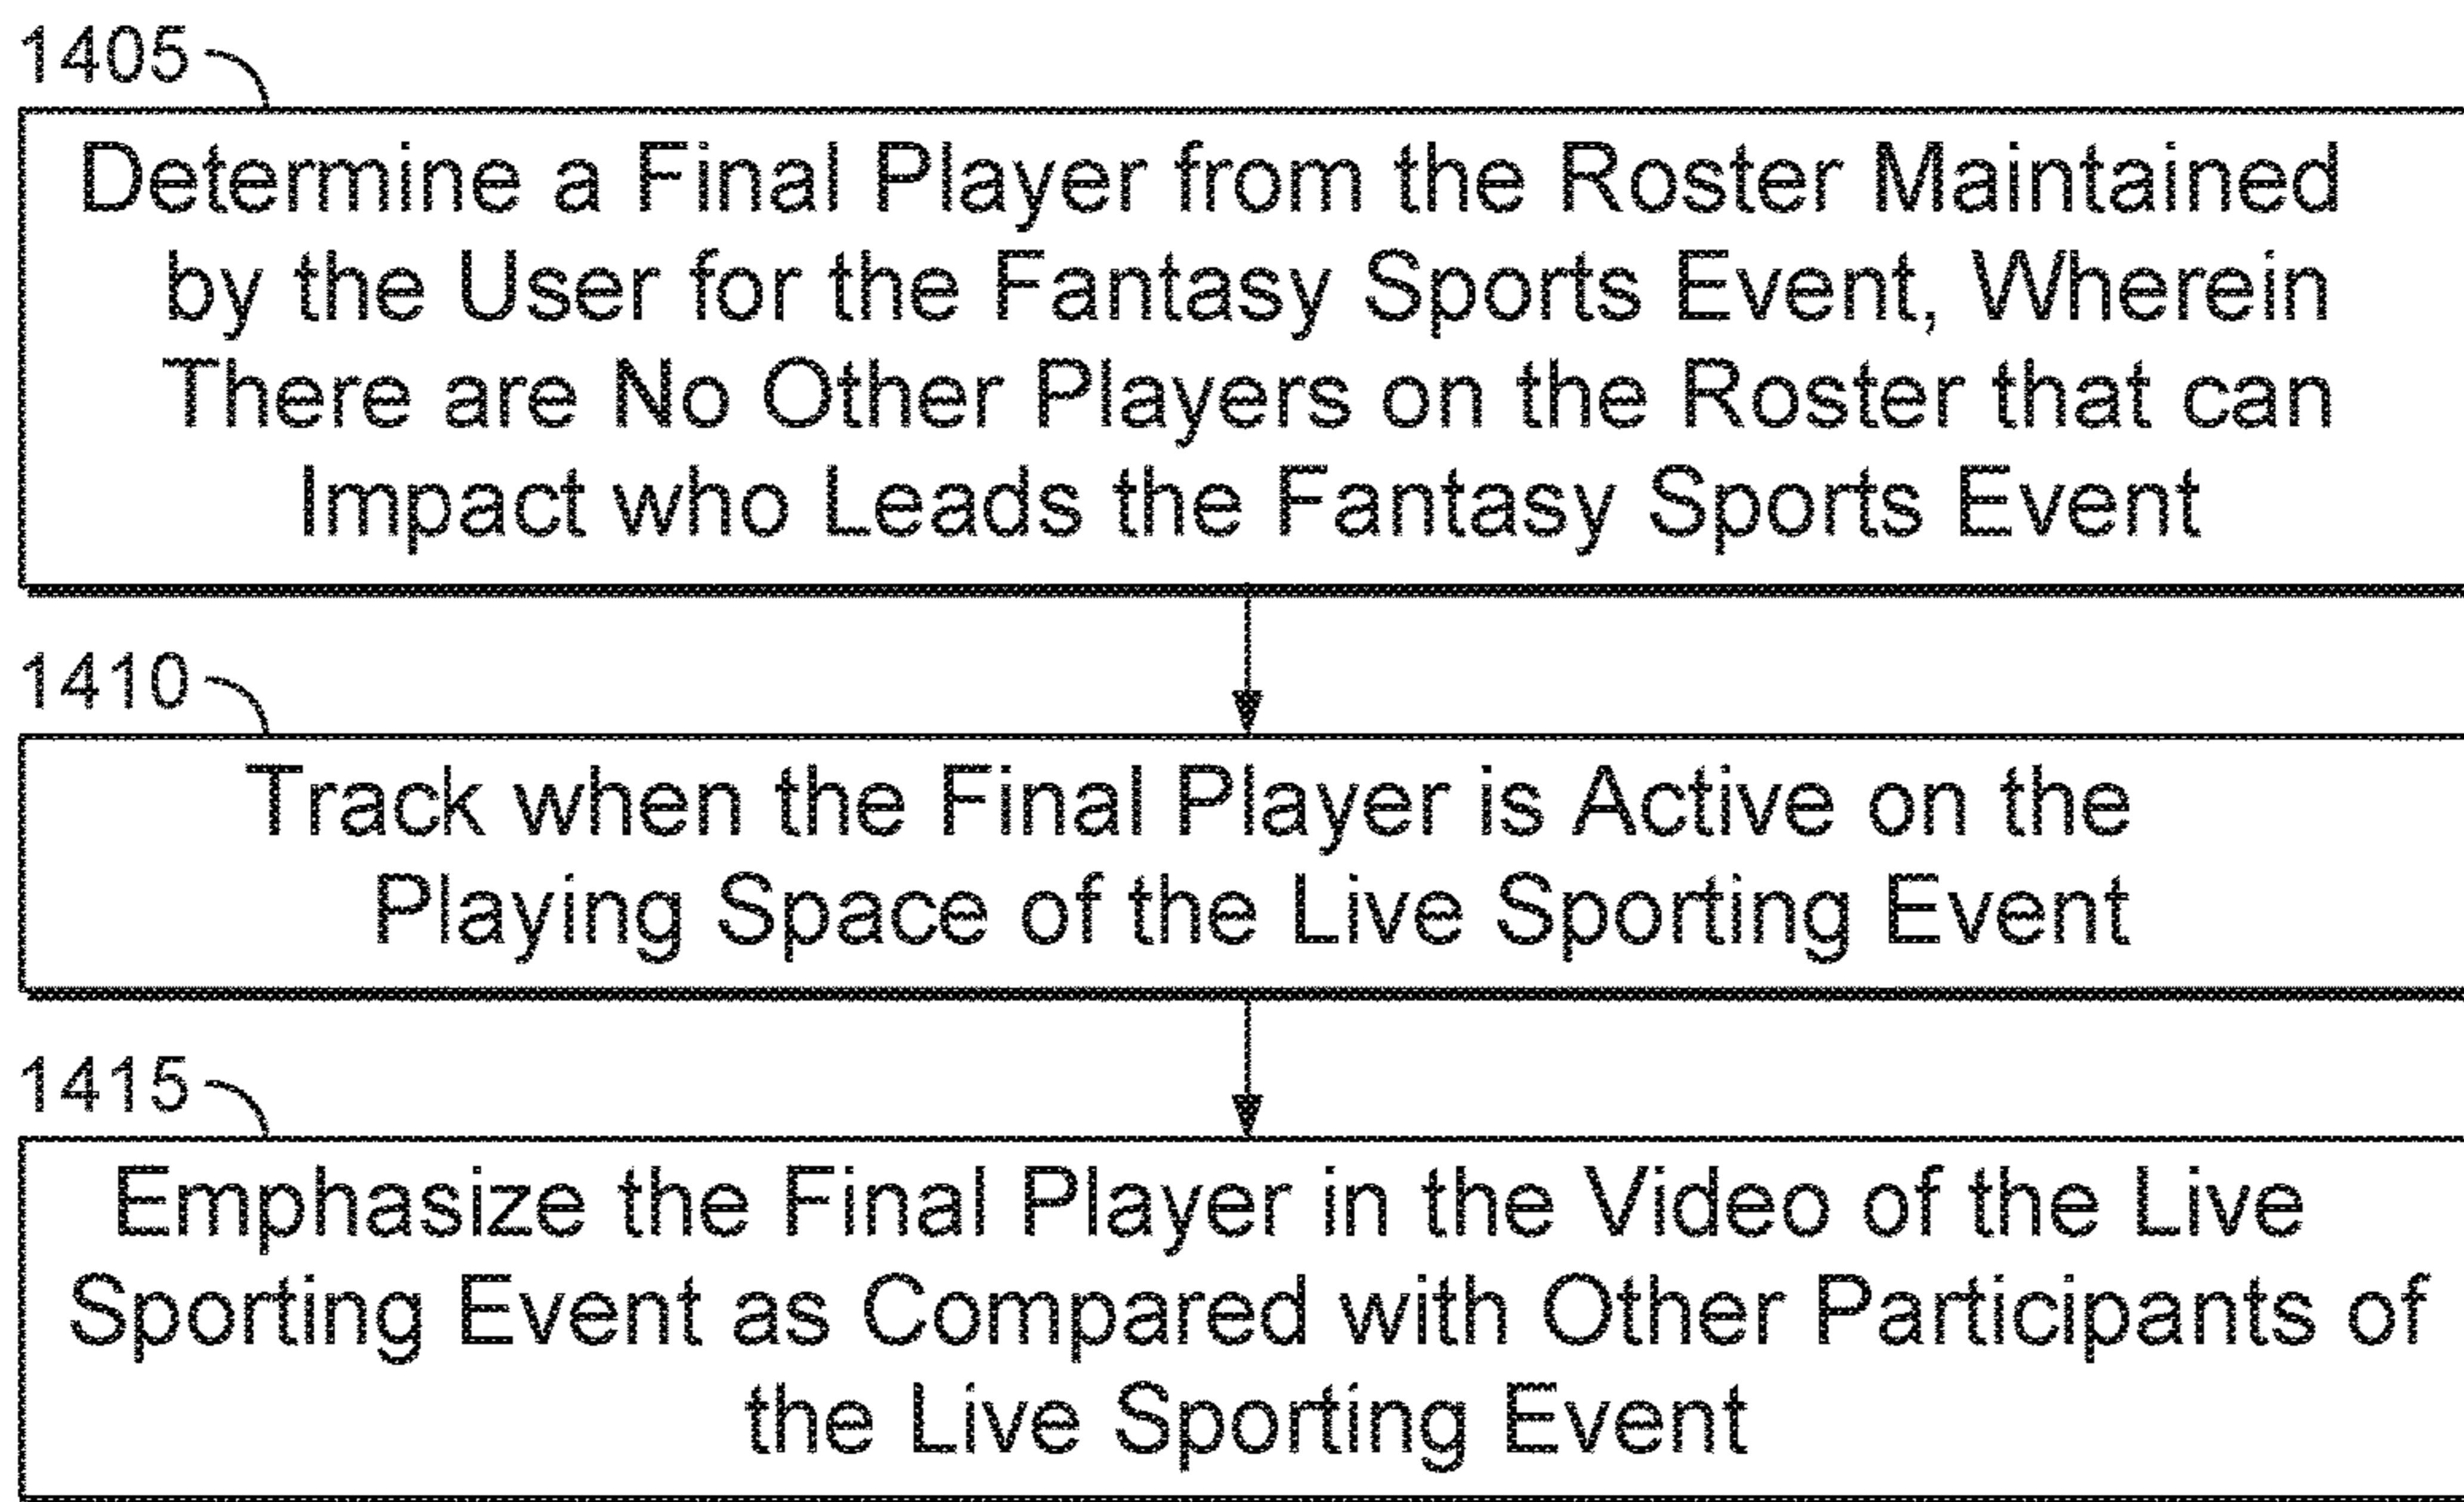 1405
Determine a Final Player from the Roster Maintained
by the User for the Fantasy Sports Event, Wherein
There are No Other Players on the Roster that can
Impact who Leads the Fantasy Sports Event
1410
Track when the Final Player is Active on the
Playing Space of the Live Sporting Event
1415
Emphasize the Final Player in the Video of the Live
Sporting Event as Compared with Other Participants of
the Live Sporting Event